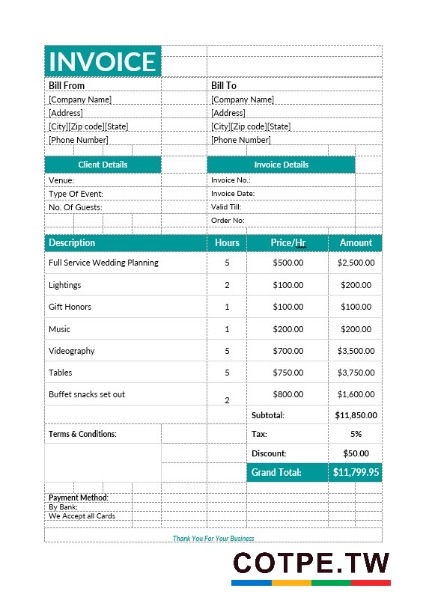 INVOICE
Bill From Bill To
[Company Name] [Company Name]
[Address] [Address]
[City][Zip code][State] [City][Zip code][State]
[Phone Number] [Phone Number]
Client Details Invoice Details
Venue: Invoice No.:
Type Of Event: Invoice Date:
No. Of Guests: Valid Till:
Order No:
Description Hours Price/Hr Amount
Full Service Wedding Planning 5 $500.00 $2,500.00
Lightings 2 $100.00 $200.00
Gift Honors 1 $100.00 $100.00
Music 1 $200.00 $200.00
Videography 5 $700.00 $3,500.00
Tables 5 $750.00 $3,750.00
Buffet snacks set out 2 $800.00 $1,600.00
Subtotal: $11,850.00
Terms & Conditions: Tax: 5%
Discount: $50.00
Grand Total: $11,799.95
Payment Method:
By Bank:
We Accept all Cards
Thank You For Your Business
COTPE.TW